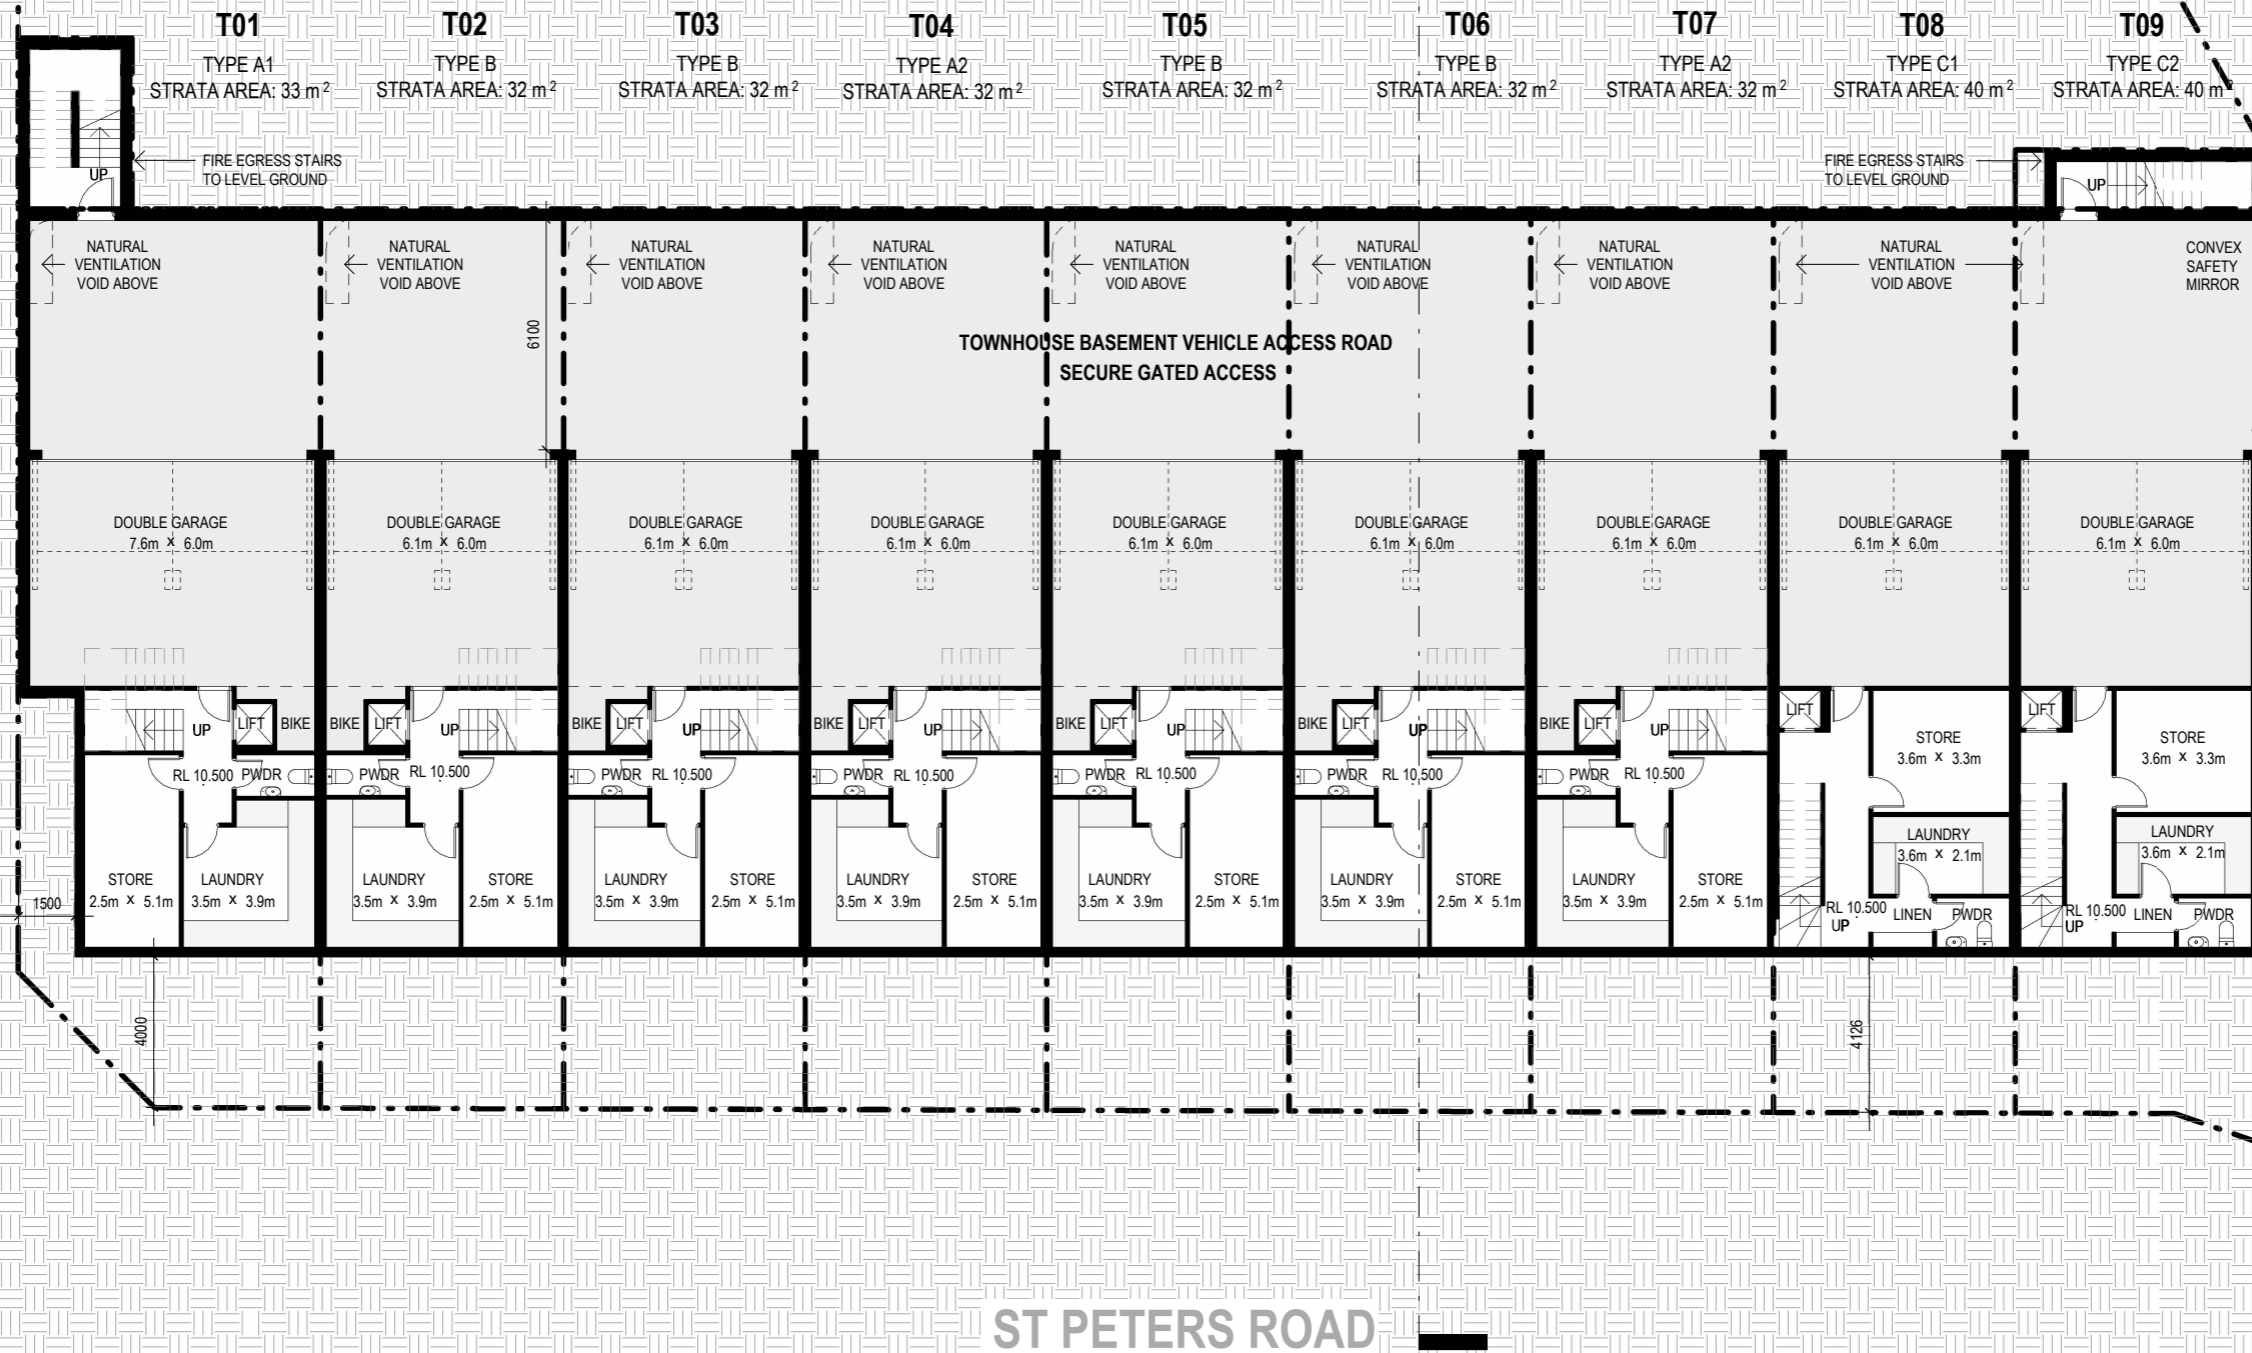 T01
TYPE A1
STRATA AREA: 33 m²
T02
TYPE B
STRATA AREA: 32 m²
T03
TYPE B
STRATA AREA: 32 m²
T04
TYPE A2
STRATA AREA: 32 m²
T05
TYPE B
STRATA AREA: 32 m²
T06
TYPE B
STRATA AREA: 32 m²
T07
TYPE A2
STRATA AREA: 32 m²
T08
TYPE C1
STRATA AREA: 40 m²
T09
TYPE C2
STRATA AREA: 40 m²
UP
FIRE EGRESS STAIRS
TO LEVEL GROUND
FIRE EGRESS STAIRS
TO LEVEL GROUND
UP
NATURAL
VENTILATION
VOID ABOVE
NATURAL
VENTILATION
VOID ABOVE
NATURAL
VENTILATION
VOID ABOVE
NATURAL
VENTILATION
VOID ABOVE
NATURAL
VENTILATION
VOID ABOVE
NATURAL
VENTILATION
VOID ABOVE
NATURAL
VENTILATION
VOID ABOVE
NATURAL
VENTILATION
VOID ABOVE
CONVEX
SAFETY
MIRROR
6100
TOWNHOUSE BASEMENT VEHICLE ACCESS ROAD
SECURE GATED ACCESS
DOUBLE GARAGE
7.6m x 6.0m
DOUBLE GARAGE
6.1m x 6.0m
DOUBLE GARAGE
6.1m x 6.0m
DOUBLE GARAGE
6.1m x 6.0m
DOUBLE GARAGE
6.1m x 6.0m
DOUBLE GARAGE
6.1m x 6.0m
DOUBLE GARAGE
6.1m x 6.0m
DOUBLE GARAGE
6.1m x 6.0m
DOUBLE GARAGE
6.1m x 6.0m
UP
LIFT
BIKE
RL 10.500
PWDR
STORE
2.5m x 5.1m
LAUNDRY
3.5m x 3.9m
BIKE
LIFT
UP
PWDR
RL 10.500
LAUNDRY
3.5m x 3.9m
STORE
2.5m x 5.1m
BIKE
LIFT
UP
PWDR
RL 10.500
LAUNDRY
3.5m x 3.9m
STORE
2.5m x 5.1m
BIKE
LIFT
UP
PWDR
RL 10.500
LAUNDRY
3.5m x 3.9m
STORE
2.5m x 5.1m
BIKE
LIFT
UP
PWDR
RL 10.500
LAUNDRY
3.5m x 3.9m
STORE
2.5m x 5.1m
BIKE
LIFT
UP
PWDR
RL 10.500
LAUNDRY
3.5m x 3.9m
STORE
2.5m x 5.1m
BIKE
LIFT
UP
PWDR
RL 10.500
LAUNDRY
3.5m x 3.9m
STORE
2.5m x 5.1m
LIFT
STORE
3.6m x 3.3m
LAUNDRY
3.6m x 2.1m
RL 10.500
UP
LINEN
PWDR
LIFT
STORE
3.6m x 3.3m
LAUNDRY
3.6m x 2.1m
RL 10.500
UP
LINEN
PWDR
1500
4000
4126
ST PETERS ROAD